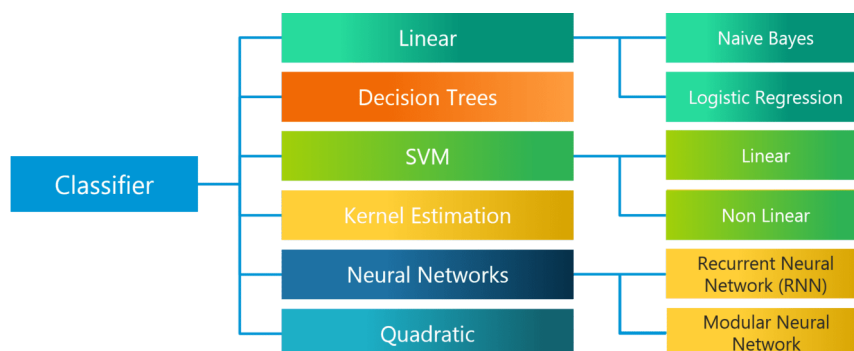 Classifier
Linear
Decision Trees
SVM
Kernel Estimation
Neural Networks
Quadratic
Naive Bayes
Logistic Regression
Linear
Non Linear
Recurrent Neural
Network (RNN)
Modular Neural
Network